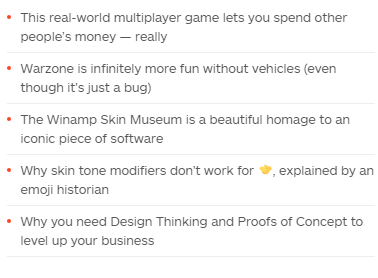 This real-world multiplayer game lets you spend other
people's money — really
Warzone is infinitely more fun without vehicles (even
though it's just a bug)
The Winamp Skin Museum is a beautiful homage to an
iconic piece of software
Why skin tone modifiers don't work for 🤝, explained by an
emoji historian
Why you need Design Thinking and Proofs of Concept to
level up your business